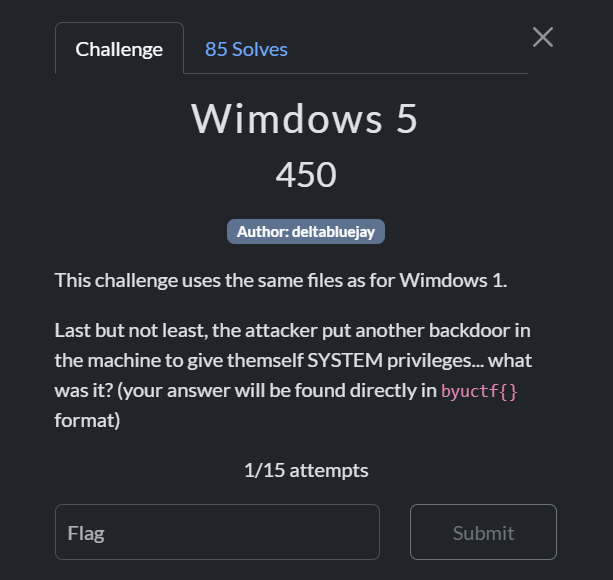 Challenge
85 Solves
Wimdows 5
450
Author: deltabluejay
This challenge uses the same files as for Wimdows 1.
Last but not least, the attacker put another backdoor in
the machine to give themself SYSTEM privileges... what
was it? (your answer will be found directly in byuctf{}
format)
1/15 attempts
Flag
Submit